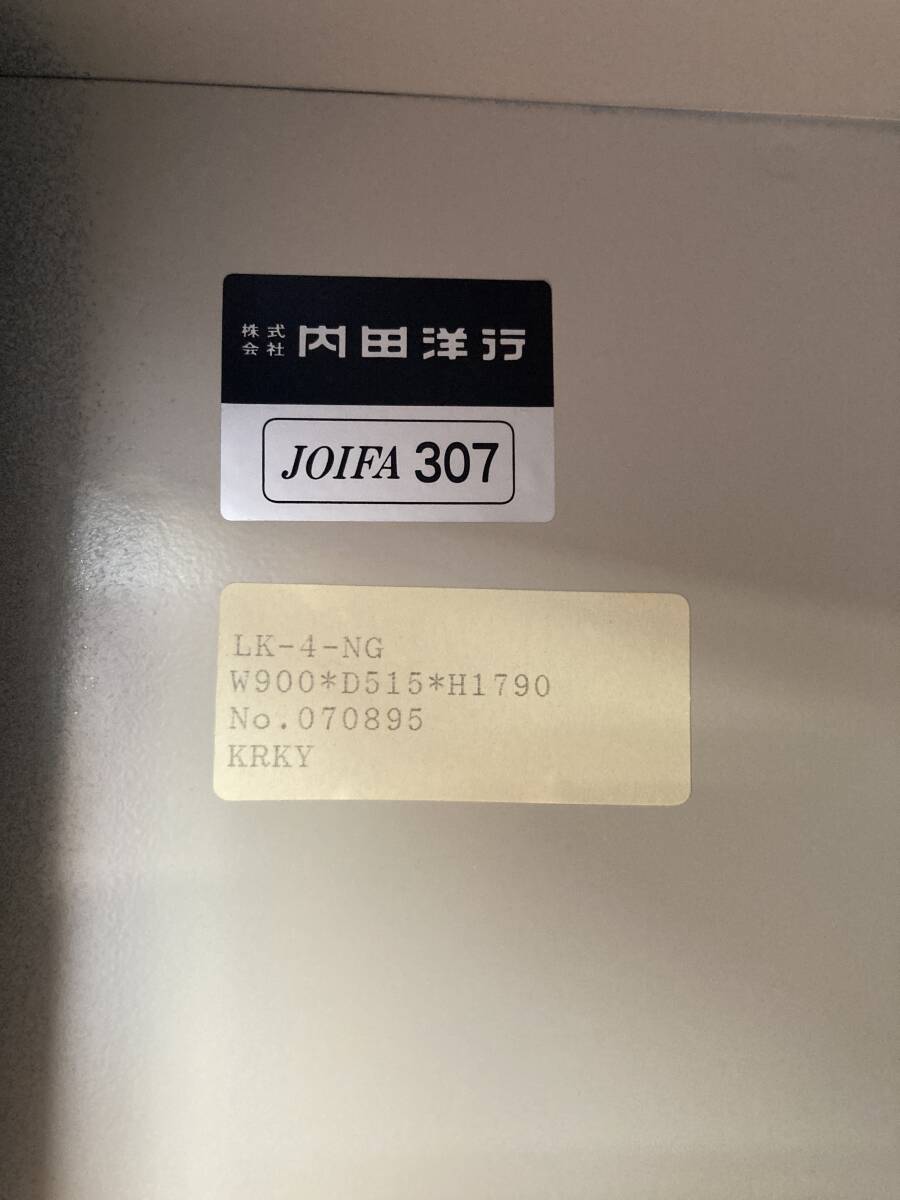 株式会社 内田洋行
JOIFA 307
LK-4-NG
W900*D515*H1790
No.070895
KRKY